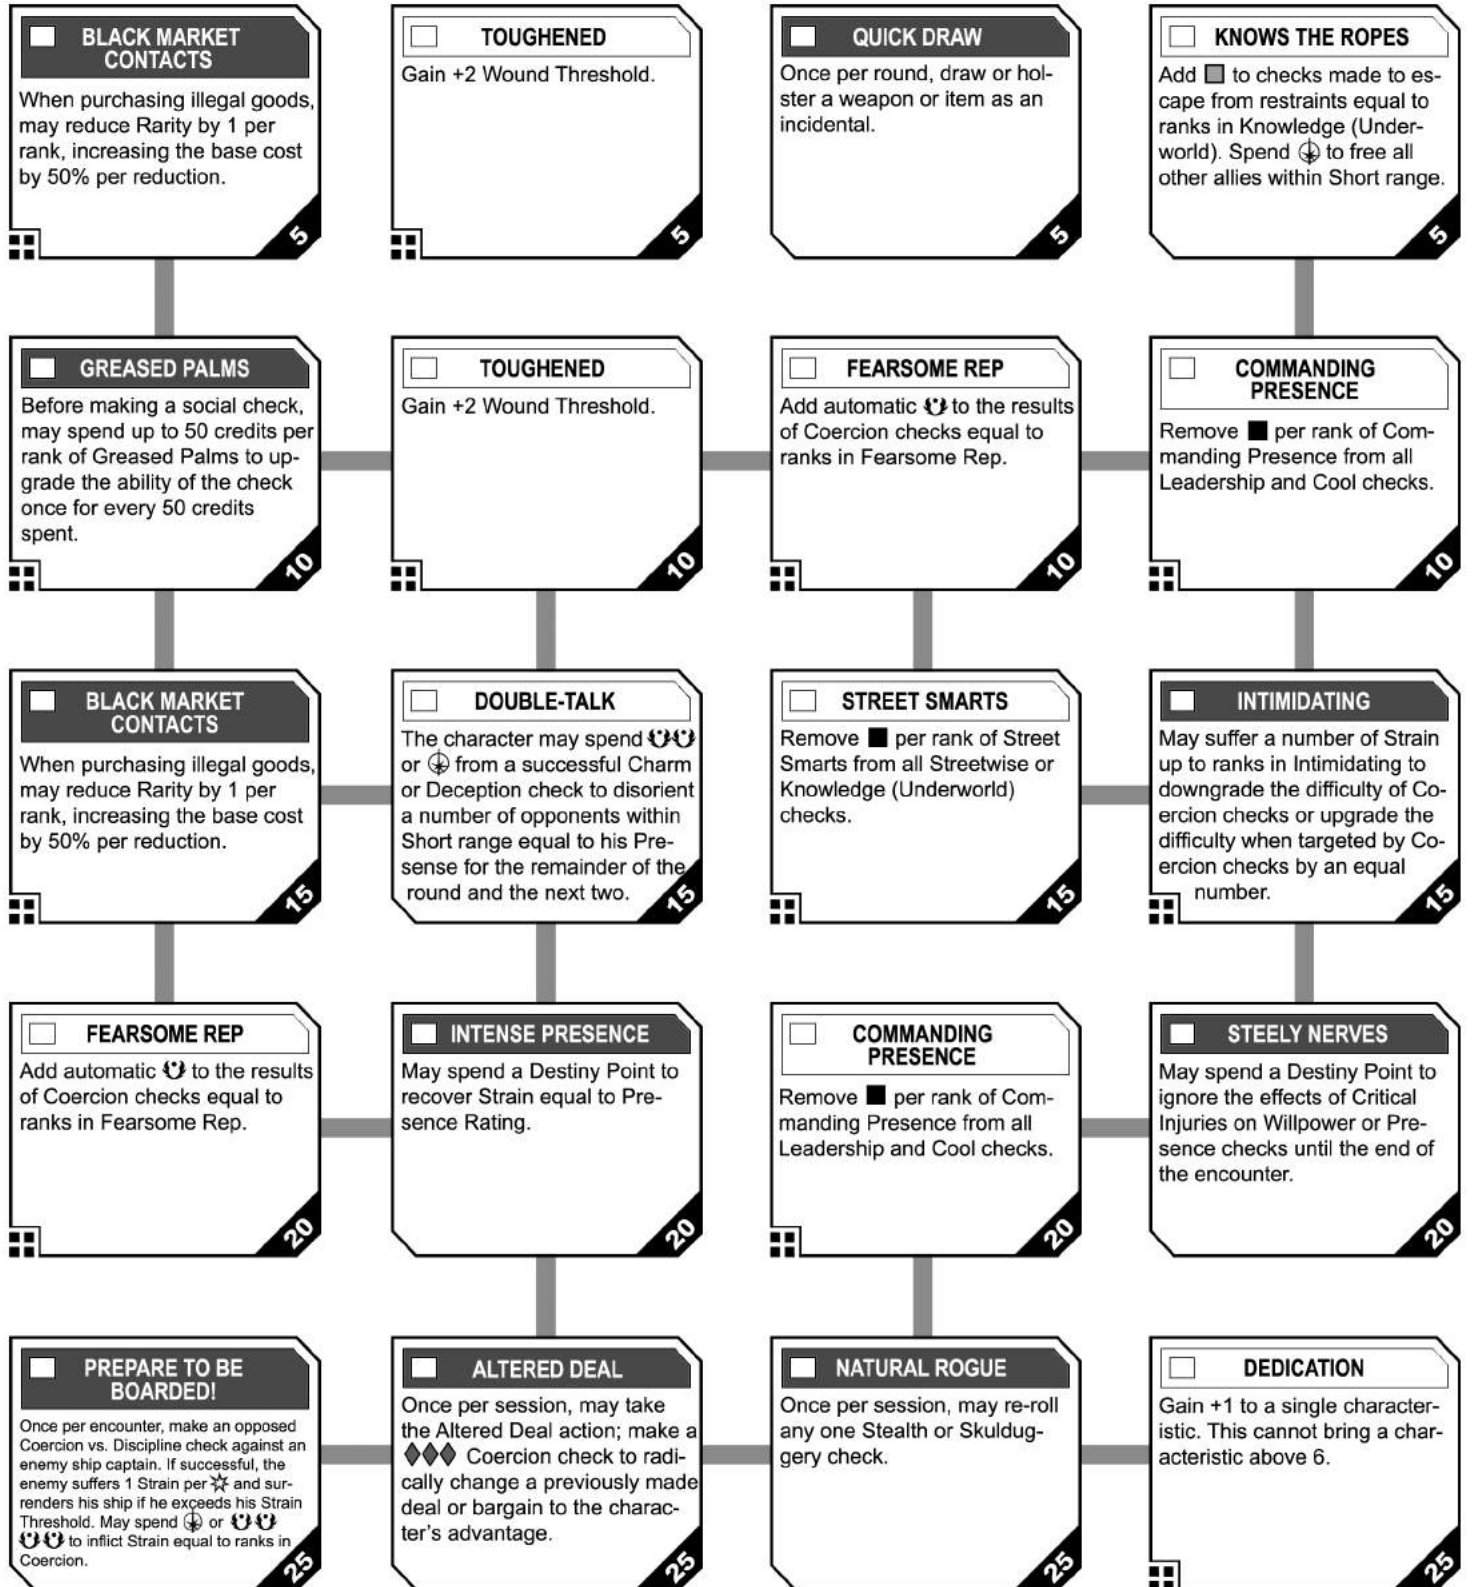 BLACK MARKET
CONTACTS
When purchasing illegal goods,
may reduce Rarity by 1 per
rank, increasing the base cost
by 50% per reduction.
5
TOUGHENED
Gain +2 Wound Threshold.
5
QUICK DRAW
Once per round, draw or hol-
ster a weapon or item as an
incidental.
5
KNOWS THE ROPES
Add to checks made to es-
cape from restraints equal to
ranks in Knowledge (Under-
world). Spend to free all
other allies within Short range.
5
GREASED PALMS
Before making a social check,
may spend up to 50 credits per
rank of Greased Palms to up-
grade the ability of the check
once for every 50 credits
spent.
10
TOUGHENED
Gain +2 Wound Threshold.
10
FEARSOME REP
Add automatic to the results
of Coercion checks equal to
ranks in Fearsome Rep.
10
COMMANDING
PRESENCE
Remove per rank of Com-
manding Presence from all
Leadership and Cool checks.
10
BLACK MARKET
CONTACTS
When purchasing illegal goods,
may reduce Rarity by 1 per
rank, increasing the base cost
by 50% per reduction.
15
DOUBLE-TALK
The character may spend
or from a successful Charm
or Deception check to disorient
a number of opponents within
Short range equal to his Pre-
sense for the remainder of the
round and the next two.
15
STREET SMARTS
Remove per rank of Street
Smarts from all Streetwise or
Knowledge (Underworld)
checks.
15
INTIMIDATING
May suffer a number of Strain
up to ranks in Intimidating to
downgrade the difficulty of Co-
ercion checks or upgrade the
difficulty when targeted by Co-
ercion checks by an equal
number.
15
FEARSOME REP
Add automatic to the results
of Coercion checks equal to
ranks in Fearsome Rep.
20
INTENSE PRESENCE
May spend a Destiny Point to
recover Strain equal to Pre-
sence Rating.
20
COMMANDING
PRESENCE
Remove per rank of Com-
manding Presence from all
Leadership and Cool checks.
20
STEELY NERVES
May spend a Destiny Point to
ignore the effects of Critical
Injuries on Willpower or Pre-
sence checks until the end of
the encounter.
20
PREPARE TO BE
BOARDED!
Once per encounter, make an opposed
Coercion vs. Discipline check against an
enemy ship captain. If successful, the
enemy suffers 1 Strain per and sur-
renders his ship if he exceeds his Strain
Threshold. May spend or
to inflict Strain equal to ranks in
Coercion.
25
ALTERED DEAL
Once per session, may take
the Altered Deal action; make a
Coercion check to radi-
cally change a previously made
deal or bargain to the charac-
ter's advantage.
25
NATURAL ROGUE
Once per session, may re-roll
any one Stealth or Skuldug-
gery check.
25
DEDICATION
Gain +1 to a single character-
istic. This cannot bring a char-
acteristic above 6.
25